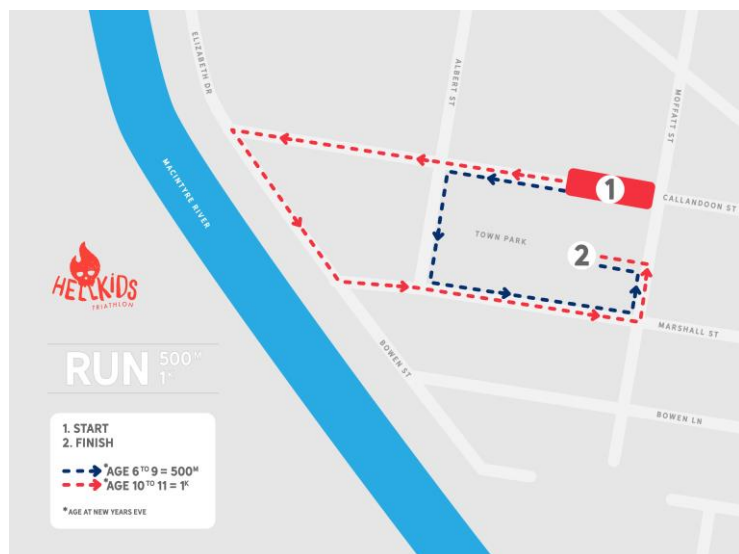 ELIZABETH DR
ALBERT ST
MOFFATT ST
MACINTYRE RIVER
1
CALLANDOON ST
TOWN PARK
2
HELLKIDS
TRIATHLON
MARSHALL ST
BOWEN ST
BOWEN LN
RUN 500M
1K
1. START
2. FINISH
*AGE 6 TO 9 = 500M
*AGE 10 TO 11 = 1K
*AGE AT NEW YEARS EVE